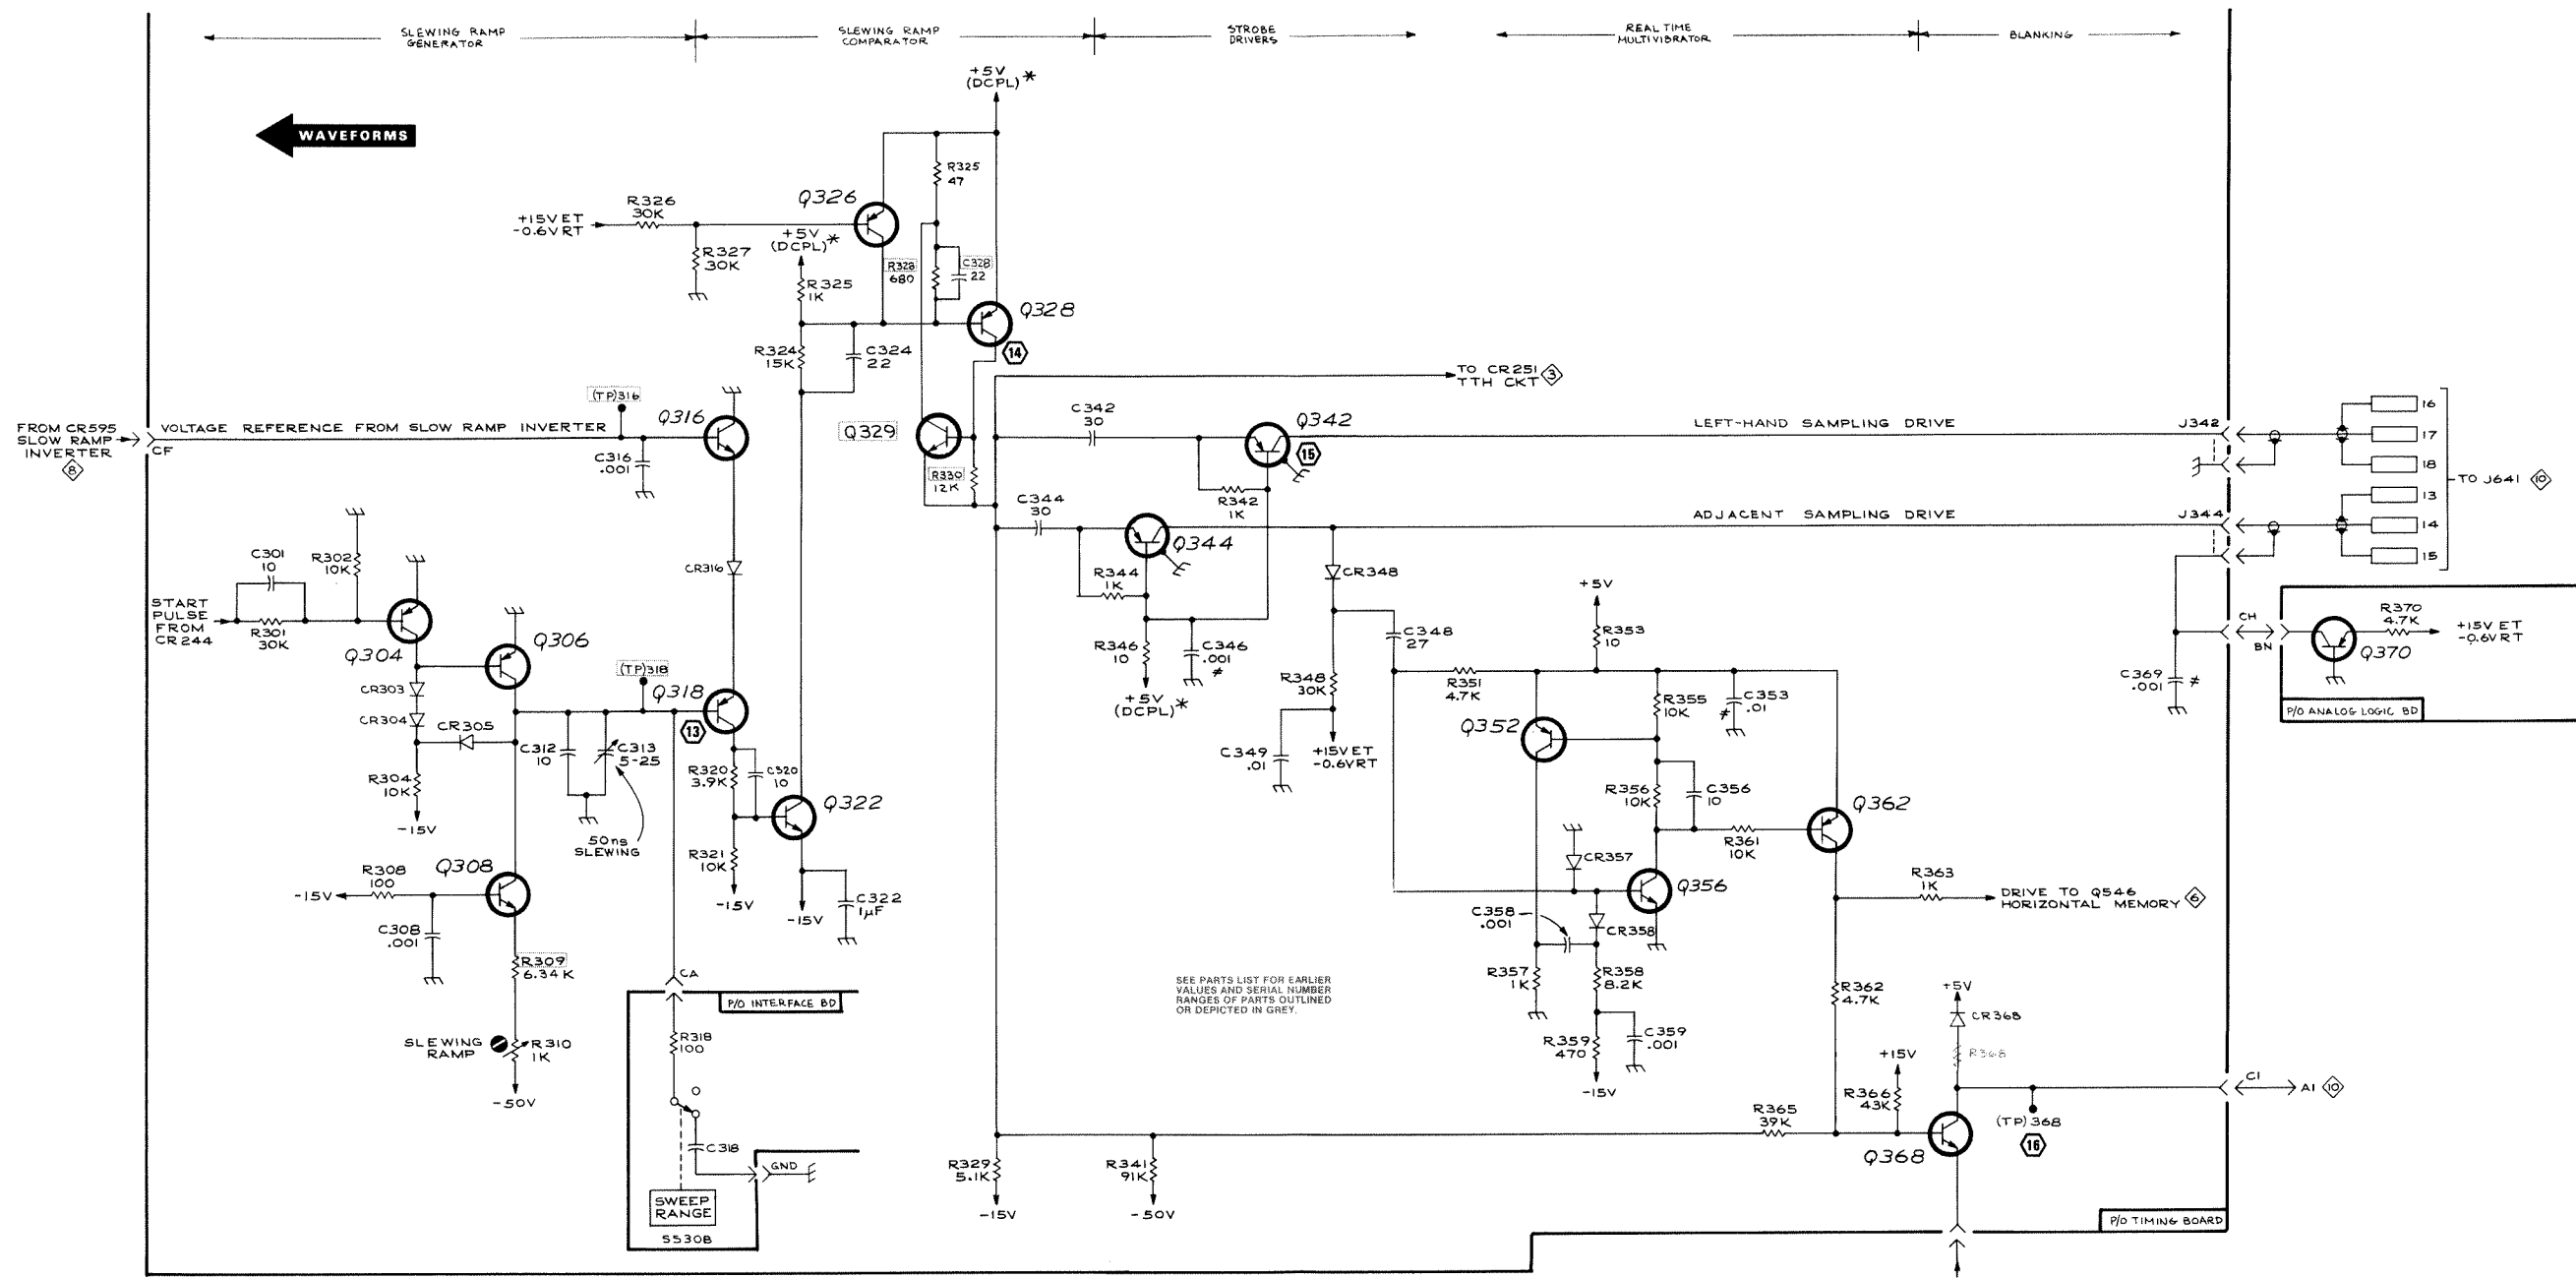 SLEWING RAMP
GENERATOR
SLEWING RAMP
COMPARATOR
STROBE
DRIVERS
REAL TIME
MULTIVIBRATOR
BLANKING
WAVEFORMS
+5V
(DCPL)*
R325
47
Q326
R326
30K
+15V ET
-0.6V RT
R327
30K
+5V
(DCPL)*
R325
1K
R328
680
C328
22
Q328
14
R324
15K
C324
22
TO CR251
TTH CKT 3
(TP)316
Q316
FROM CR595
SLOW RAMP
INVERTER
8
CF
VOLTAGE REFERENCE FROM SLOW RAMP INVERTER
C316
.001
Q329
R330
12K
C342
30
Q342
15
R342
1K
LEFT-HAND SAMPLING DRIVE
J342
16
17
18
13
14
15
TO J641 10
C344
30
Q344
R344
1K
ADJACENT SAMPLING DRIVE
J344
C301
10
R302
10K
START
PULSE
FROM
CR244
R301
30K
Q304
Q306
CR303
CR304
CR305
R304
10K
-15V
CR316
(TP)318
Q318
13
C312
10
C313
5-25
50ns
SLEWING
R320
3.9K
C320
10
Q322
R321
10K
-15V
-15V
C322
1µF
R346
10
C346
.001
≠
+5V
(DCPL)*
CR348
C348
27
R348
30K
C349
.01
+15V ET
-0.6V RT
+5V
R353
10
R351
4.7K
R355
10K
C353
.01
≠
Q352
R356
10K
C356
10
R361
10K
Q362
CR357
Q356
C358
.001
CR358
R357
1K
R358
8.2K
R359
470
C359
.001
-15V
R363
1K
DRIVE TO Q546
HORIZONTAL MEMORY 6
R362
4.7K
CH
BN
C369
.001 ≠
R370
4.7K
+15V ET
-0.6V RT
Q370
P/O ANALOG LOGIC BD
R308
100
-15V
Q308
C308
.001
R309
6.34K
SLEWING
RAMP
R310
1K
-50V
CA
P/O INTERFACE BD
R318
100
C318
GND
SWEEP
RANGE
S530B
SEE PARTS LIST FOR EARLIER
VALUES AND SERIAL NUMBER
RANGES OF PARTS OUTLINED
OR DEPICTED IN GREY.
R329
5.1K
-15V
R341
91K
-50V
R365
39K
+15V
R366
43K
+5V
CR368
R368
Q368
(TP)368
16
C1
A1 10
P/O TIMING BOARD